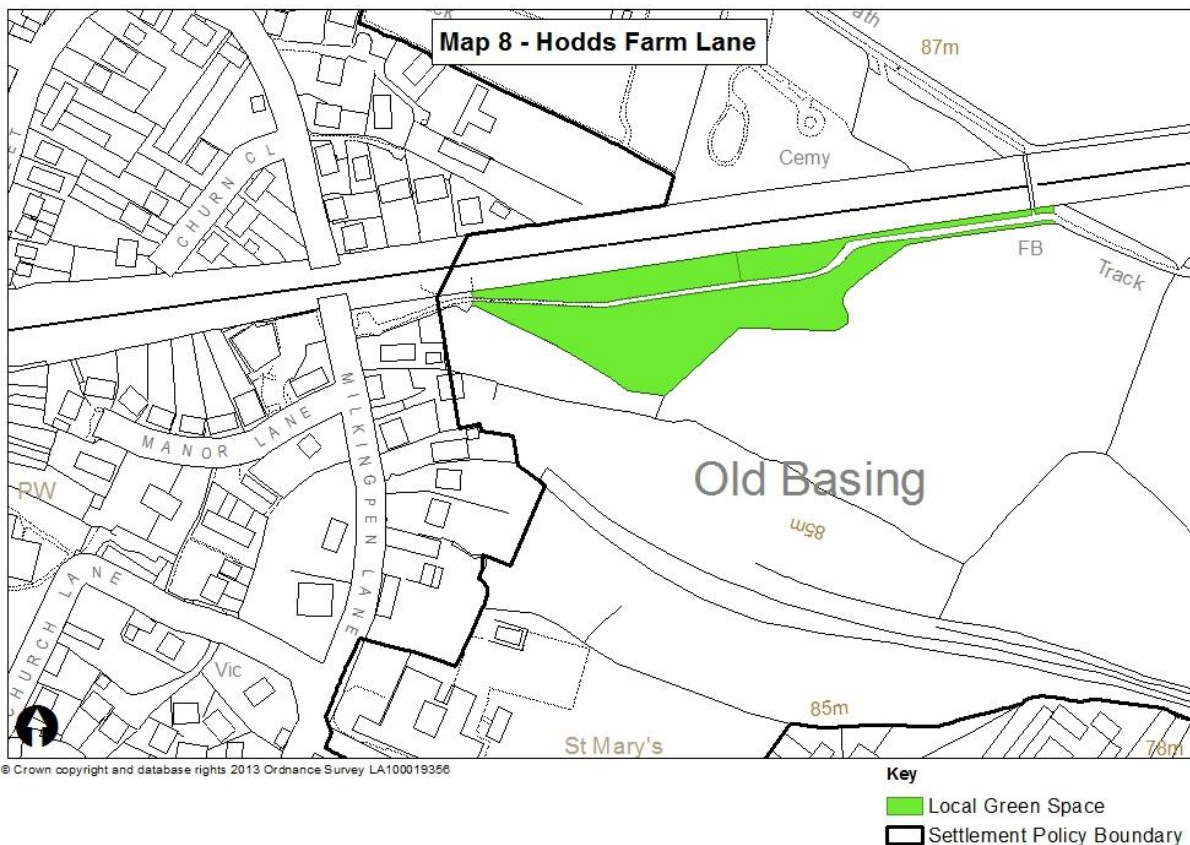 Map 8 - Hodds Farm Lane
ath
87m
Cemy
CHURN CL
FB
Track
MILKINGPEN LANE
MANOR LANE
Old Basing
PW
85m
CHURCH LANE
Vic
85m
St Mary's
78m
© Crown copyright and database rights 2013 Ordnance Survey LA100019356
Key
Local Green Space
Settlement Policy Boundary